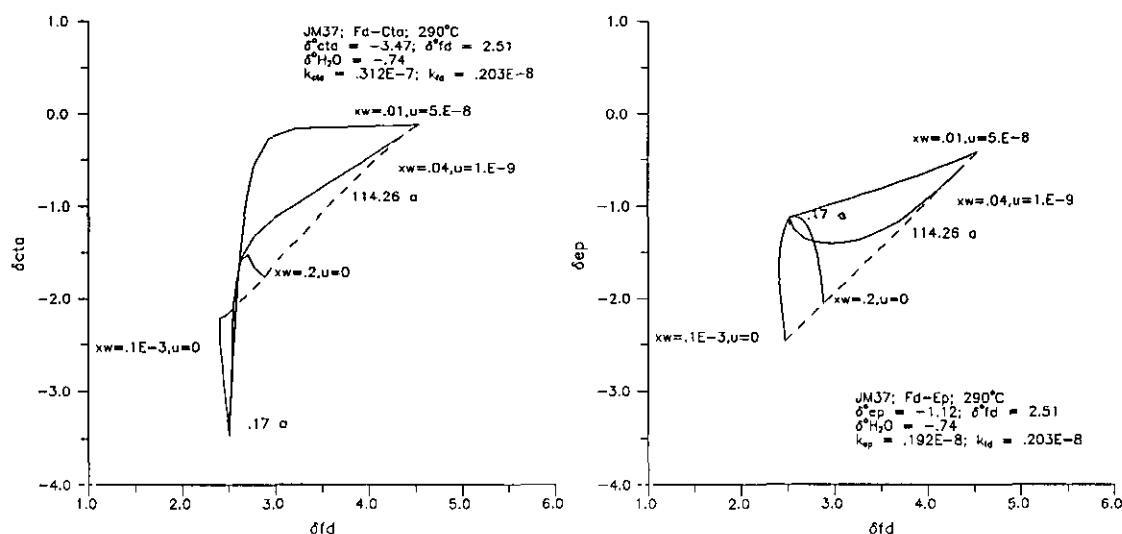 JM37; Fd-Cta; 290°C
δ°cta = -3.47; δ°fd = 2.51
δ°H₂O = -.74
kcta = .312E-7; kfd = .203E-8
1.0
0.0
-1.0
-2.0
-3.0
-4.0
δcta
xw=.01,u=5.E-8
xw=.04,u=1.E-9
114.26 a
xw=.2,u=0
xw=.1E-3,u=0
.17 a
1.0 2.0 3.0 4.0 5.0 6.0
δfd
1.0
0.0
-1.0
-2.0
-3.0
-4.0
δep
xw=.01,u=5.E-8
xw=.04,u=1.E-9
.17 a
114.26 a
xw=.2,u=0
xw=.1E-3,u=0
JM37; Fd-Ep; 290°C
δ°ep = -1.12; δ°fd = 2.51
δ°H₂O = -.74
kep = .192E-8; kfd = .203E-8
1.0 2.0 3.0 4.0 5.0 6.0
δfd